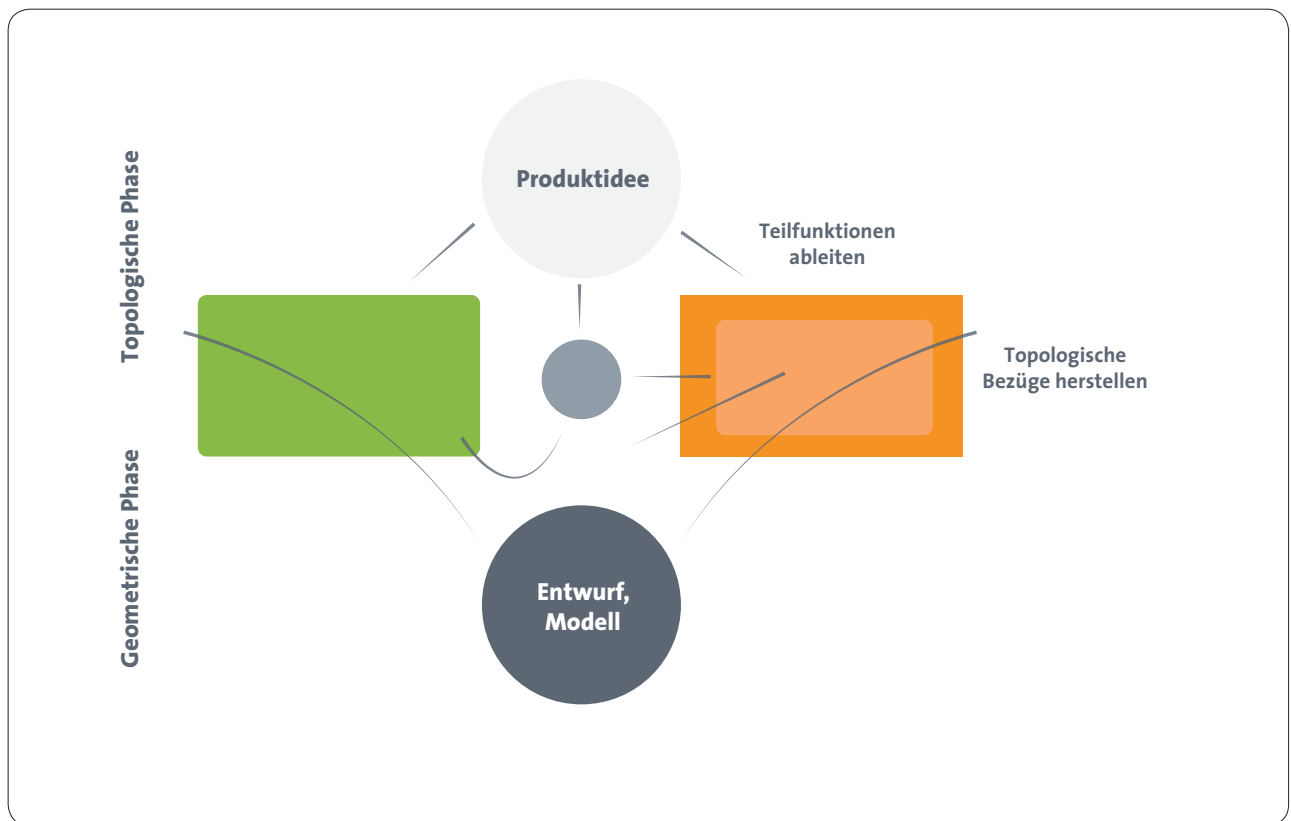 Topologische Phase
Produktidee
Teilfunktionen
ableiten
Topologische
Bezüge herstellen
Geometrische Phase
Entwurf,
Modell